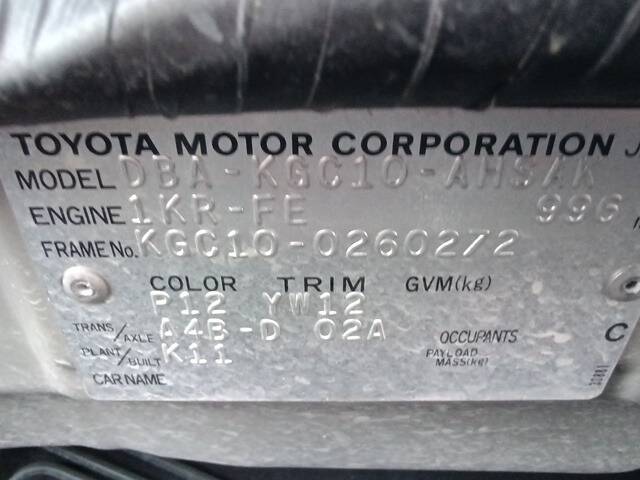 TOYOTA MOTOR CORPORATION J
MODEL DBA-KGC10-AHSAK
ENGINE 1KR-FE 996
FRAME No. KGC10-0260272
COLOR TRIM GVM(kg)
P12 YW12
TRANS/AXLE A4B-D 02A OCCUPANTS C
PLANT/BUILT K11 PAYLOAD MASS(kg)
CAR NAME